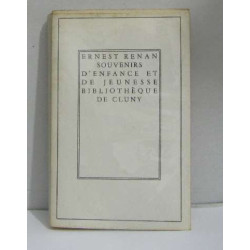 ERNEST RENAN
SOUVENIRS
D'ENFANCE ET
DE JEUNESSE
BIBLIOTHÈQUE
DE CLUNY